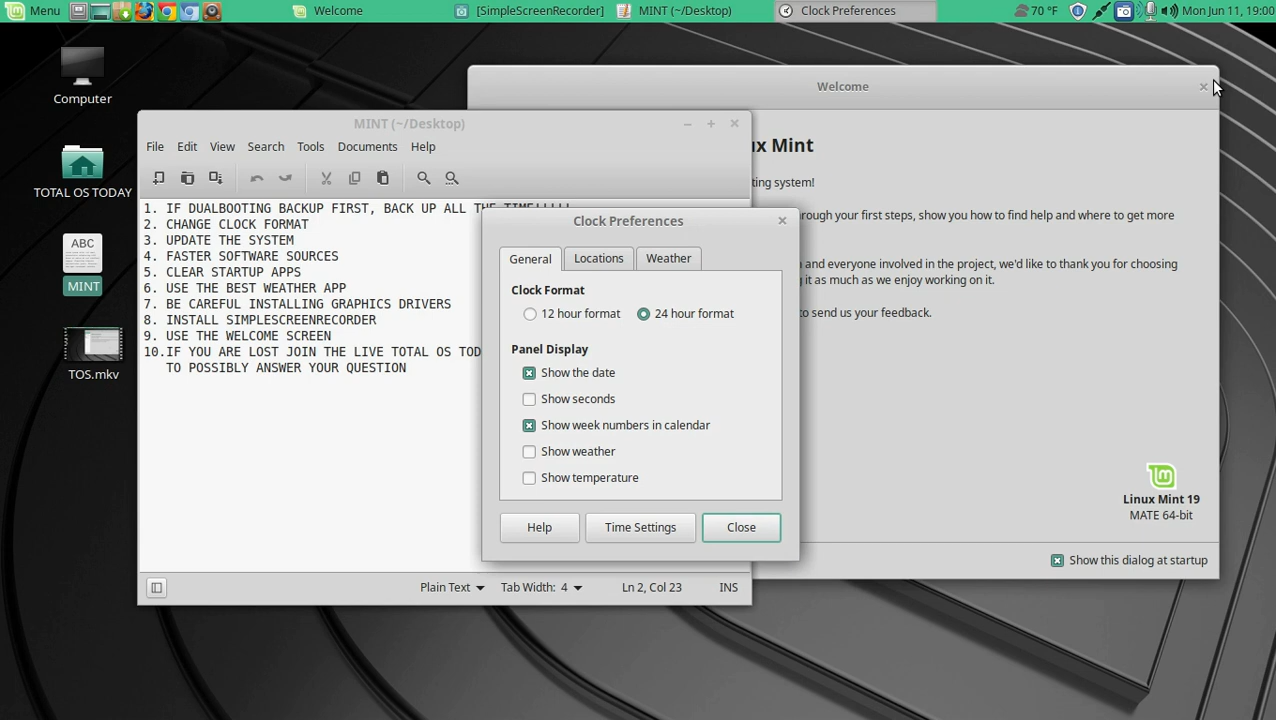 Menu
Welcome
[SimpleScreenRecorder]
MINT (~/Desktop)
Clock Preferences
70 °F
Mon Jun 11, 19:00
Computer
TOTAL OS TODAY
ABC
MINT
TOS.mkv
Welcome
ux Mint
ting system!
rough your first steps, show you how to find help and where to get more
and everyone involved in the project, we'd like to thank you for choosing
it as much as we enjoy working on it.
to send us your feedback.
Linux Mint 19
MATE 64-bit
Show this dialog at startup
MINT (~/Desktop)
File Edit View Search Tools Documents Help
1. IF DUALBOOTING BACKUP FIRST, BACK UP ALL THE TIME!!!!!
2. CHANGE CLOCK FORMAT
3. UPDATE THE SYSTEM
4. FASTER SOFTWARE SOURCES
5. CLEAR STARTUP APPS
6. USE THE BEST WEATHER APP
7. BE CAREFUL INSTALLING GRAPHICS DRIVERS
8. INSTALL SIMPLESCREENRECORDER
9. USE THE WELCOME SCREEN
10.IF YOU ARE LOST JOIN THE LIVE TOTAL OS TOD
TO POSSIBLY ANSWER YOUR QUESTION
Plain Text Tab Width: 4 Ln 2, Col 23 INS
Clock Preferences
General Locations Weather
Clock Format
12 hour format 24 hour format
Panel Display
Show the date
Show seconds
Show week numbers in calendar
Show weather
Show temperature
Help Time Settings Close